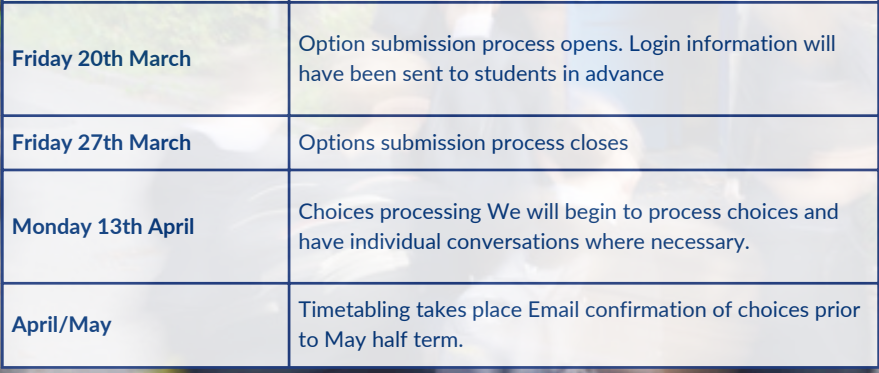 Friday 20th March
Option submission process opens. Login information will
have been sent to students in advance
Friday 27th March
Options submission process closes
Monday 13th April
Choices processing We will begin to process choices and
have individual conversations where necessary.
April/May
Timetabling takes place Email confirmation of choices prior
to May half term.